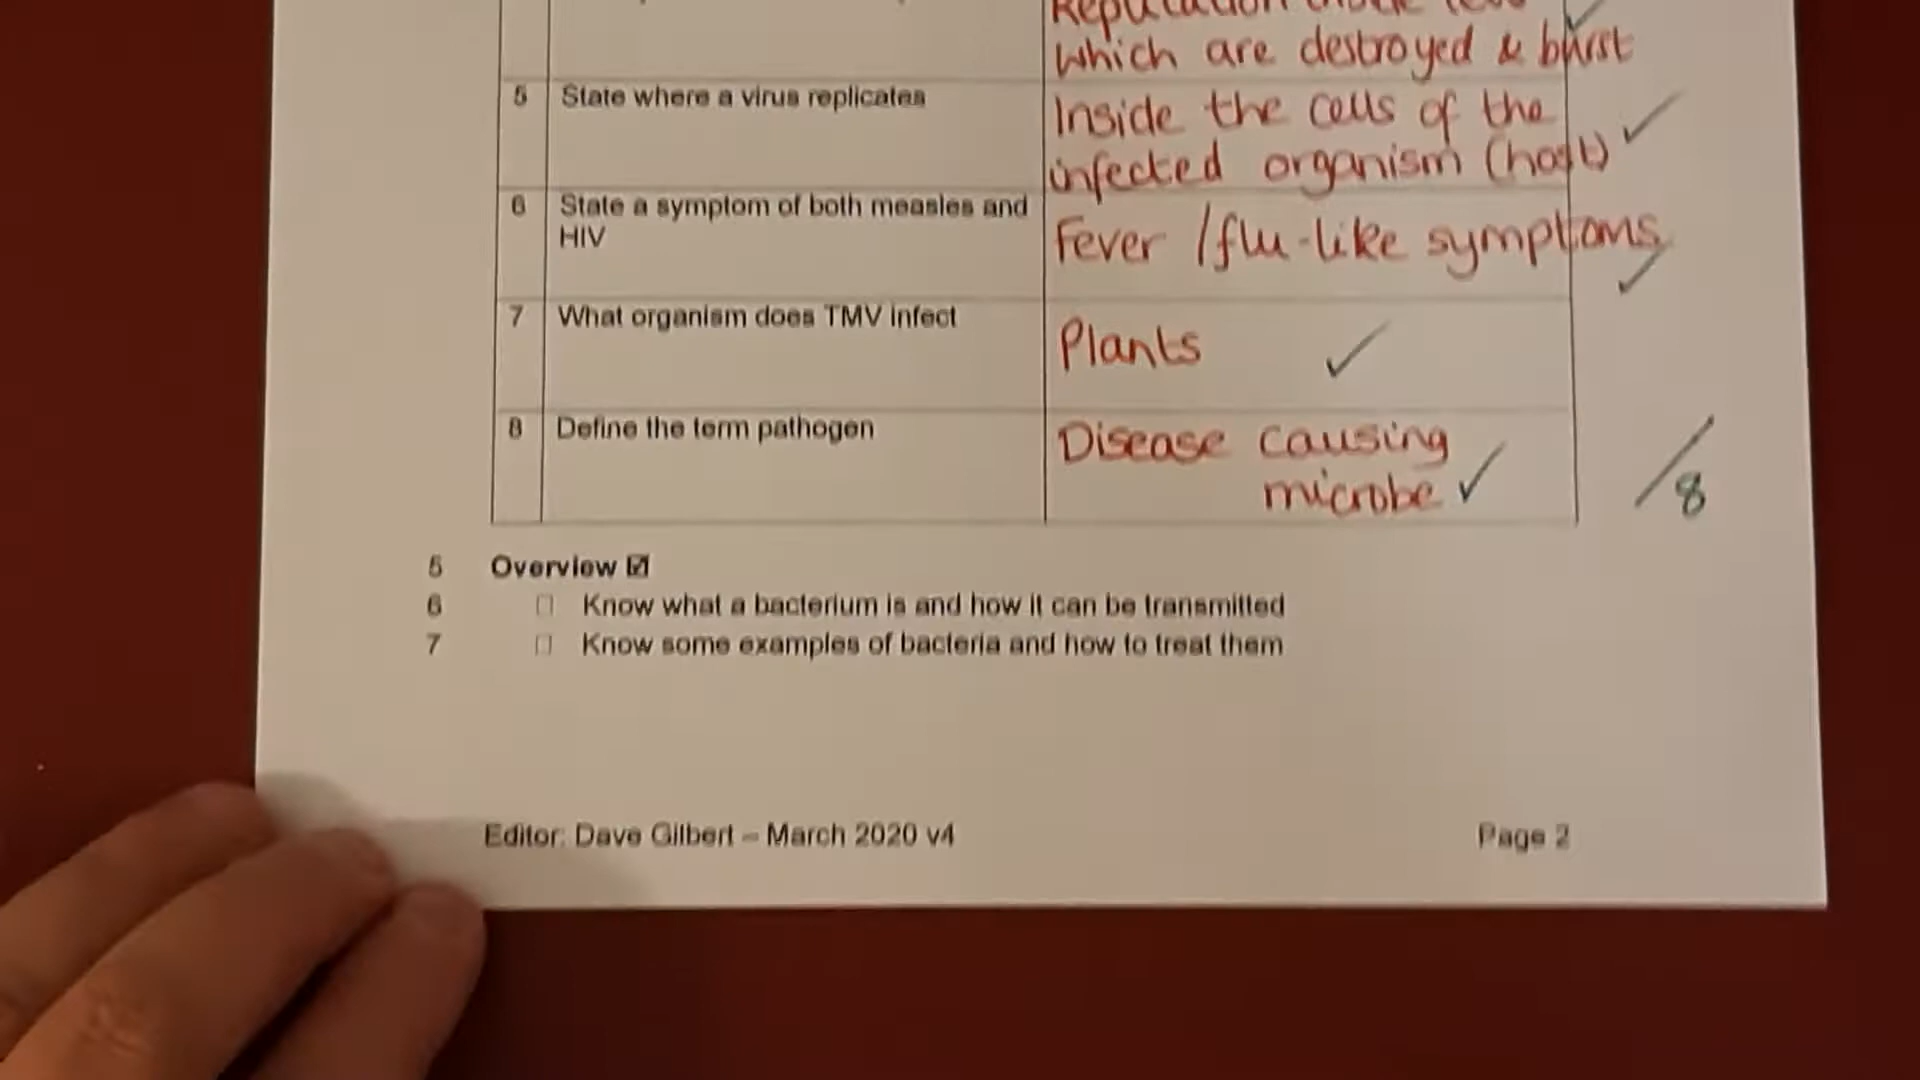 which are destroyed & burst
5 State where a virus replicates
Inside the cells of the
infected organism (host)
6 State a symptom of both measles and
HIV
Fever /flu-like symptoms
7 What organism does TMV infect
Plants
8 Define the term pathogen
Disease causing
microbe
/8
5 Overview ☑
6 □ Know what a bacterium is and how it can be transmitted
7 □ Know some examples of bacteria and how to treat them
Editor: Dave Gilbert – March 2020 v4
Page 2